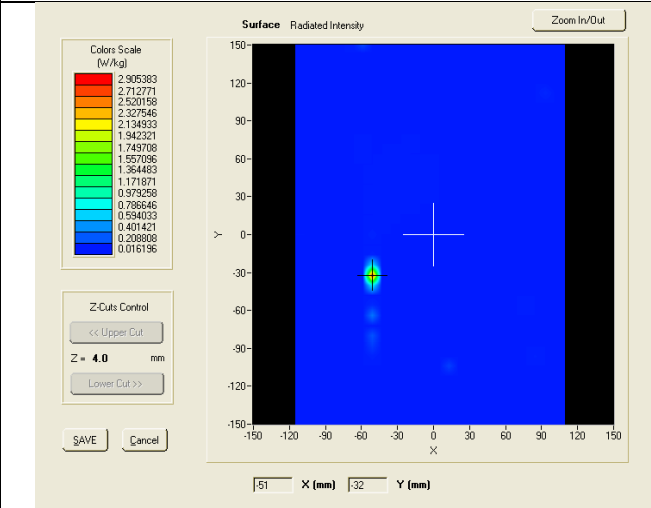 Surface Radiated Intensity
Zoom In/Out
Colors Scale
(W/kg)
2.905383
2.712771
2.520158
2.327546
2.134933
1.942321
1.749708
1.557096
1.364483
1.171871
0.979258
0.786646
0.594033
0.401421
0.208808
0.016196
150-
120-
90-
60-
30-
Y 0-
-30-
-60-
-90-
-120-
-150-
-150 -120 -90 -60 -30 0 30 60 90 120 150
X
Z-Cuts Control
<< Upper Cut
Z = 4.0 mm
Lower Cut >>
SAVE Cancel
-51 X (mm) -32 Y (mm)